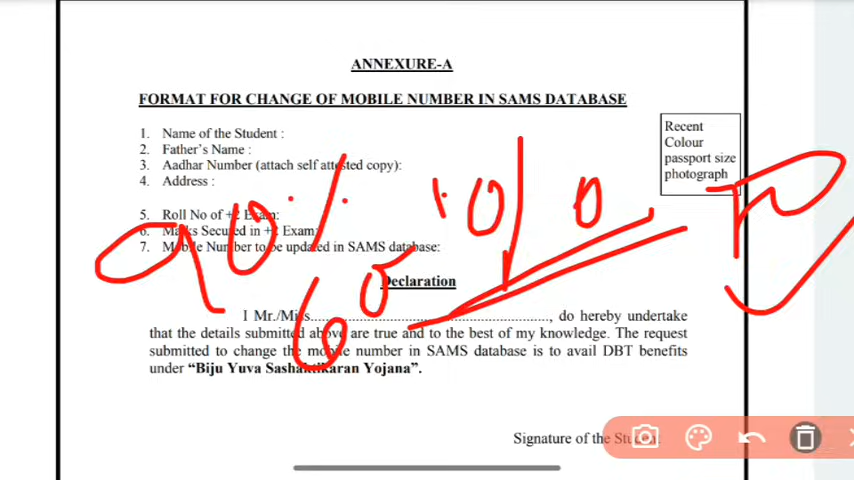 ANNEXURE-A
FORMAT FOR CHANGE OF MOBILE NUMBER IN SAMS DATABASE
Recent
Colour
passport size
photograph
1. Name of the Student :
2. Father's Name :
3. Aadhar Number (attach self attested copy):
4. Address :
5. Roll No of +2 Exam:
6. Marks Secured in +2 Exam:
7. Mobile Number to be updated in SAMS database:
90%
60
Declaration
I Mr./Miss......................................................................, do hereby undertake
that the details submitted above are true and to the best of my knowledge. The request
submitted to change the mobile number in SAMS database is to avail DBT benefits
under “Biju Yuva Sashaktikaran Yojana”.
Signature of the Student